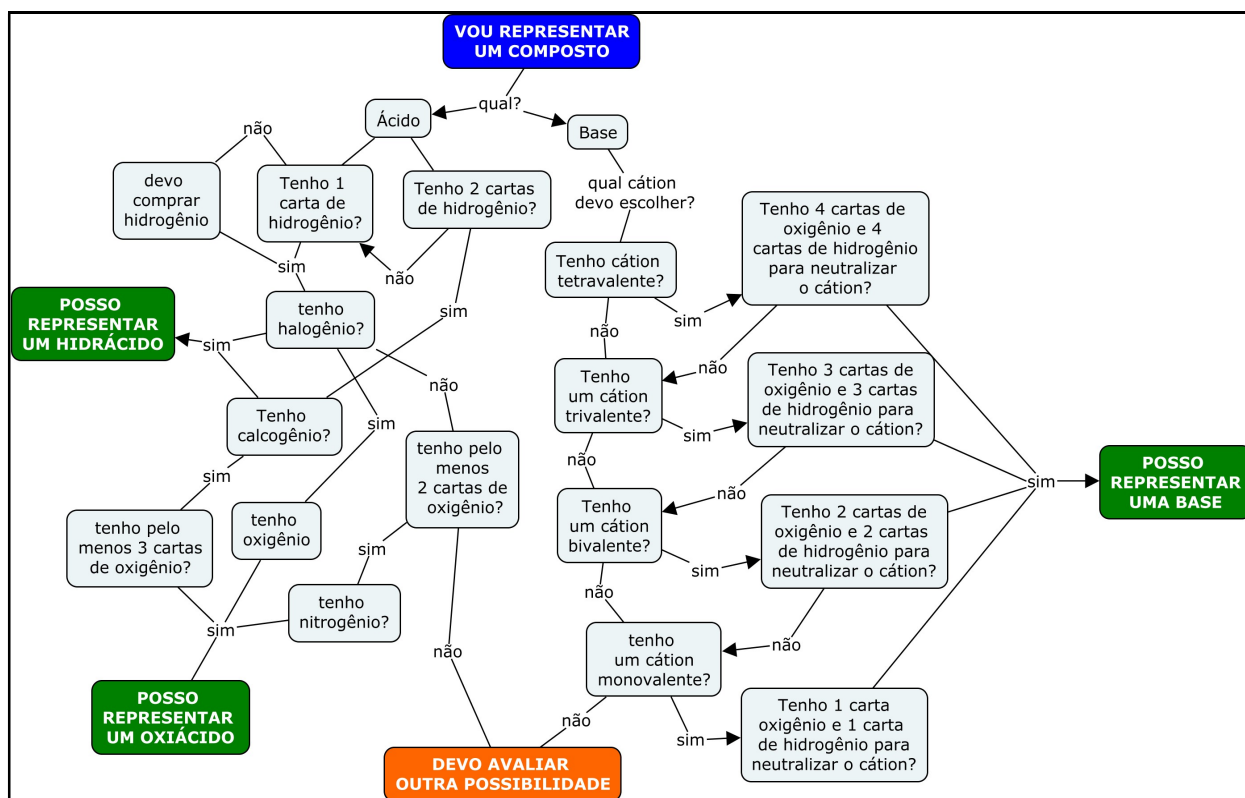 VOU REPRESENTAR
UM COMPOSTO
qual?
Ácido
Base
não
devo
comprar
hidrogênio
Tenho 1
carta de
hidrogênio?
Tenho 2 cartas
de hidrogênio?
qual cátion
devo escolher?
Tenho 4 cartas de
oxigênio e 4
cartas de hidrogênio
para neutralizar
o cátion?
sim
não
Tenho cátion
tetravalente?
POSSO
REPRESENTAR
UM HIDRÁCIDO
sim
tenho
halogênio?
sim
não
sim
não
não
Tenho
calcogênio?
sim
Tenho
um cátion
trivalente?
sim
Tenho 3 cartas de
oxigênio e 3 cartas
de hidrogênio para
neutralizar o cátion?
sim
tenho pelo
menos
2 cartas de
oxigênio?
não
não
sim
POSSO
REPRESENTAR
UMA BASE
tenho pelo
menos 3 cartas
de oxigênio?
tenho
oxigênio
sim
Tenho
um cátion
bivalente?
sim
Tenho 2 cartas de
oxigênio e 2 cartas
de hidrogênio para
neutralizar o cátion?
tenho
nitrogênio?
sim
não
não
não
tenho
um cátion
monovalente?
POSSO
REPRESENTAR
UM OXIÁCIDO
não
sim
Tenho 1 carta
oxigênio e 1 carta
de hidrogênio para
neutralizar o cátion?
DEVO AVALIAR
OUTRA POSSIBILIDADE